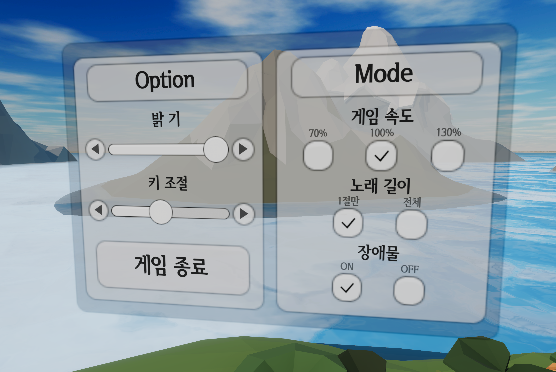 Option
밝 기
키 조절
게임 종료
Mode
게임 속도
70% 100% 130%
노래 길이
1절만 전체
장애물
ON OFF